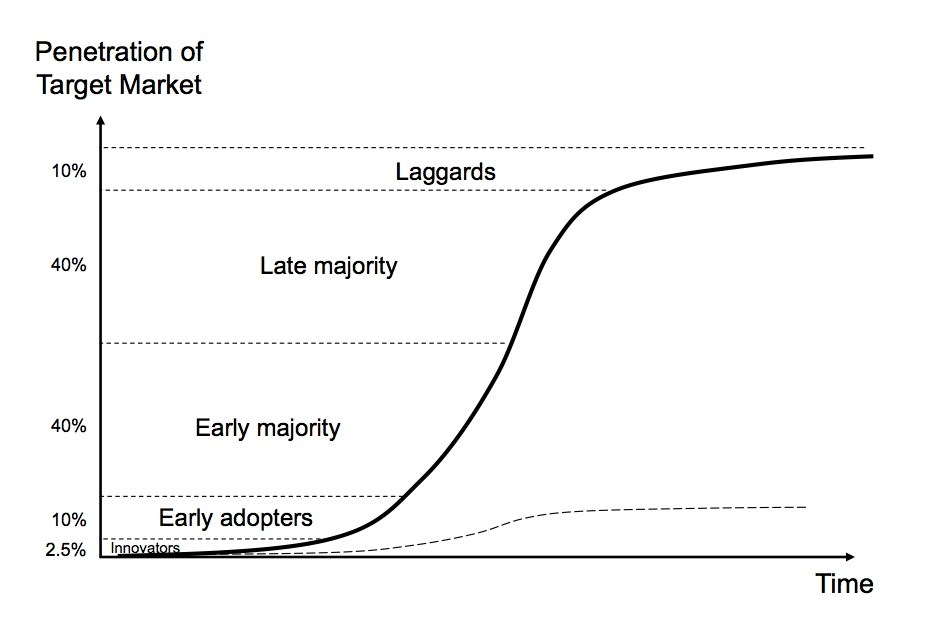 Penetration of
Target Market
10%
Laggards
40%
Late majority
40%
Early majority
10%
Early adopters
2.5%
Innovators
Time